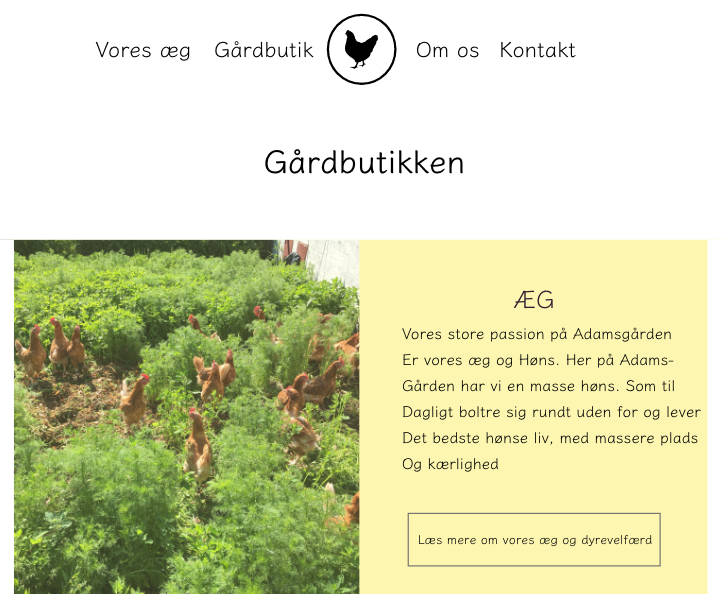 Vores æg Gårdbutik Om os Kontakt
Gårdbutikken
ÆG
Vores store passion på Adamsgården
Er vores æg og Høns. Her på Adams-
Gården har vi en masse høns. Som til
Dagligt boltre sig rundt uden for og lever
Det bedste hønse liv, med massere plads
Og kærlighed
Læs mere om vores æg og dyrevelfærd